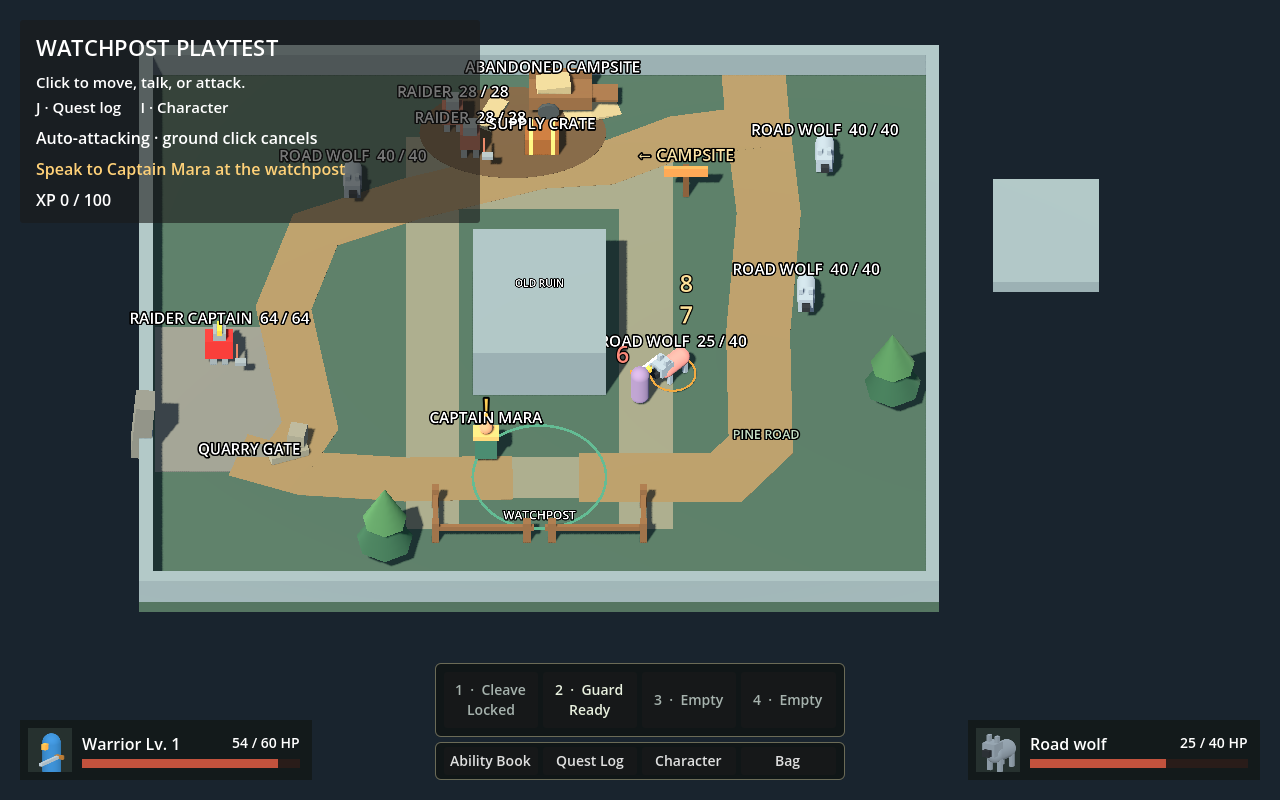 WATCHPOST PLAYTEST
Click to move, talk, or attack.
J · Quest log    I · Character
Auto-attacking · ground click cancels
Speak to Captain Mara at the watchpost
XP 0 / 100
ABANDONED CAMPSITE
RAIDER 28 / 28
RAIDER 28 / 28
SUPPLY CRATE
ROAD WOLF 40 / 40
← CAMPSITE
ROAD WOLF 40 / 40
ROAD WOLF 40 / 40
OLD RUIN
8
7
RAIDER CAPTAIN 64 / 64
ROAD WOLF 25 / 40
6
CAPTAIN MARA
PINE ROAD
QUARRY GATE
WATCHPOST
1 · Cleave
Locked
2 · Guard
Ready
3 · Empty
4 · Empty
Warrior Lv. 1
54 / 60 HP
Ability Book
Quest Log
Character
Bag
Road wolf
25 / 40 HP